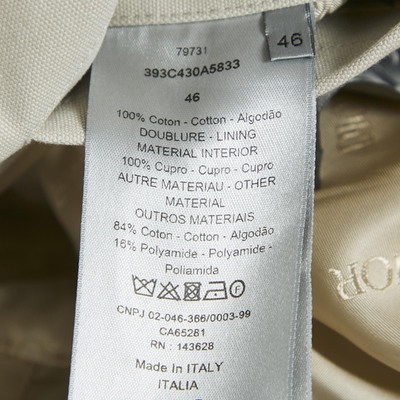 79731
46
393C430A5833
46
100% Coton - Cotton - Algodão
DOUBLURE - LINING
MATERIAL INTERIOR
100% Cupro - Cupro - Cupro
AUTRE MATERIAU - OTHER
MATERIAL
OUTROS MATERIAIS
84% Coton - Cotton - Algodão
16% Polyamide - Polyamide -
Poliamida
CNPJ 02-046-366/0003-99
CA65281
RN : 143628
Made In ITALY
ITALIA